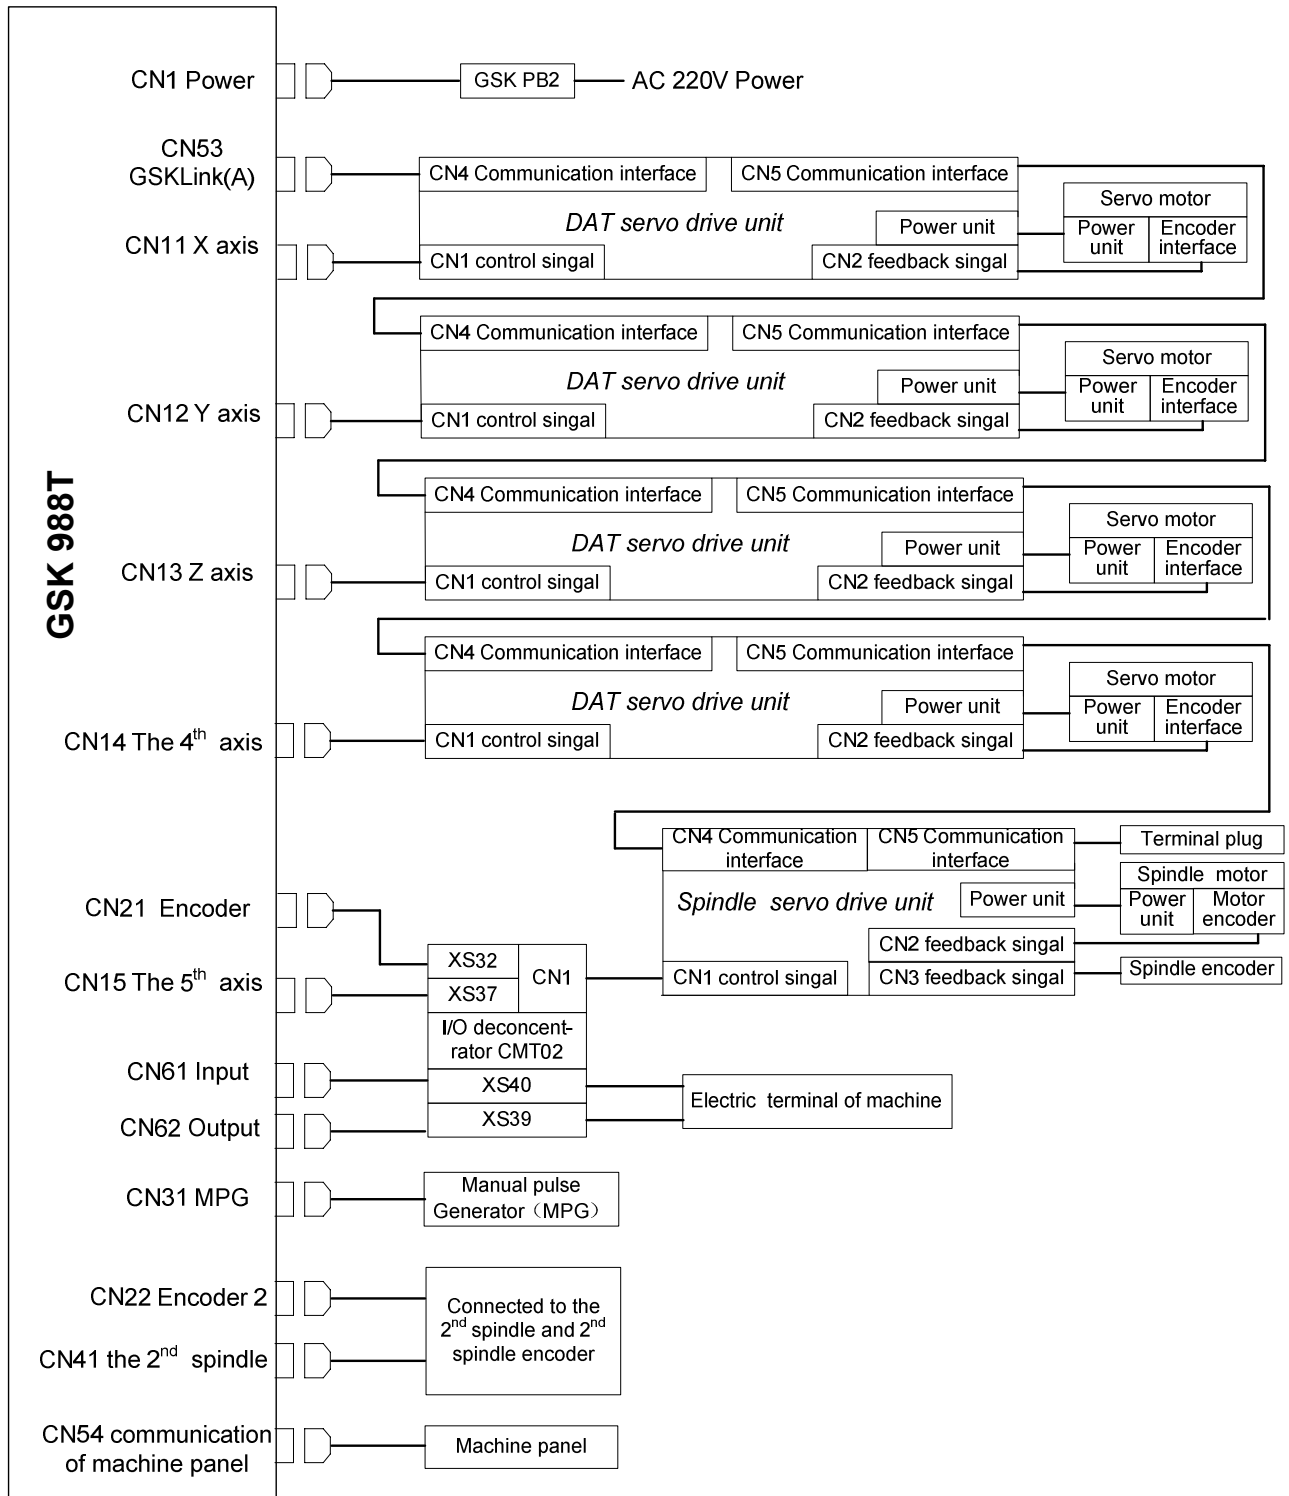 GSK 988T
CN1 Power
GSK PB2
AC 220V Power
CN53
GSKLink(A)
CN4 Communication interface
CN5 Communication interface
DAT servo drive unit
Power unit
Servo motor
Power
unit
Encoder
interface
CN11 X axis
CN1 control singal
CN2 feedback singal
CN4 Communication interface
CN5 Communication interface
DAT servo drive unit
Power unit
Servo motor
Power
unit
Encoder
interface
CN12 Y axis
CN1 control singal
CN2 feedback singal
CN4 Communication interface
CN5 Communication interface
DAT servo drive unit
Power unit
Servo motor
Power
unit
Encoder
interface
CN13 Z axis
CN1 control singal
CN2 feedback singal
CN4 Communication interface
CN5 Communication interface
DAT servo drive unit
Power unit
Servo motor
Power
unit
Encoder
interface
CN14 The 4th axis
CN1 control singal
CN2 feedback singal
CN4 Communication
interface
CN5 Communication
interface
Terminal plug
Spindle servo drive unit
Power unit
Spindle motor
Power
unit
Motor
encoder
CN2 feedback singal
CN1 control singal
CN3 feedback singal
Spindle encoder
CN21 Encoder
XS32
CN1
CN15 The 5th axis
XS37
I/O deconcent-
rator CMT02
CN61 Input
XS40
Electric terminal of machine
CN62 Output
XS39
CN31 MPG
Manual pulse
Generator（MPG）
CN22 Encoder 2
Connected to the
2nd spindle and 2nd
spindle encoder
CN41 the 2nd spindle
CN54 communication
of machine panel
Machine panel